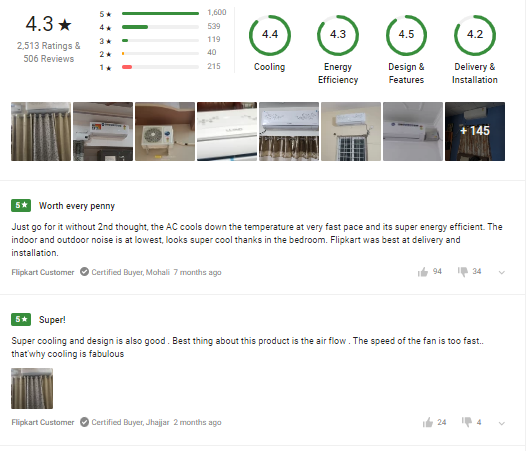 4.3★
2,513 Ratings &
506 Reviews
5★ 1,600
4★ 539
3★ 119
2★ 40
1★ 215
4.4
Cooling
4.3
Energy
Efficiency
4.5
Design &
Features
4.2
Delivery &
Installation
+ 145
5★ Worth every penny
Just go for it without 2nd thought, the AC cools down the temperature at very fast pace and its super energy efficient. The
indoor and outdoor noise is at lowest, looks super cool thanks in the bedroom. Flipkart was best at delivery and
installation.
Flipkart Customer Certified Buyer, Mohali 7 months ago 94 34
5★ Super!
Super cooling and design is also good . Best thing about this product is the air flow . The speed of the fan is too fast..
that'why cooling is fabulous
Flipkart Customer Certified Buyer, Jhajjar 2 months ago 24 4